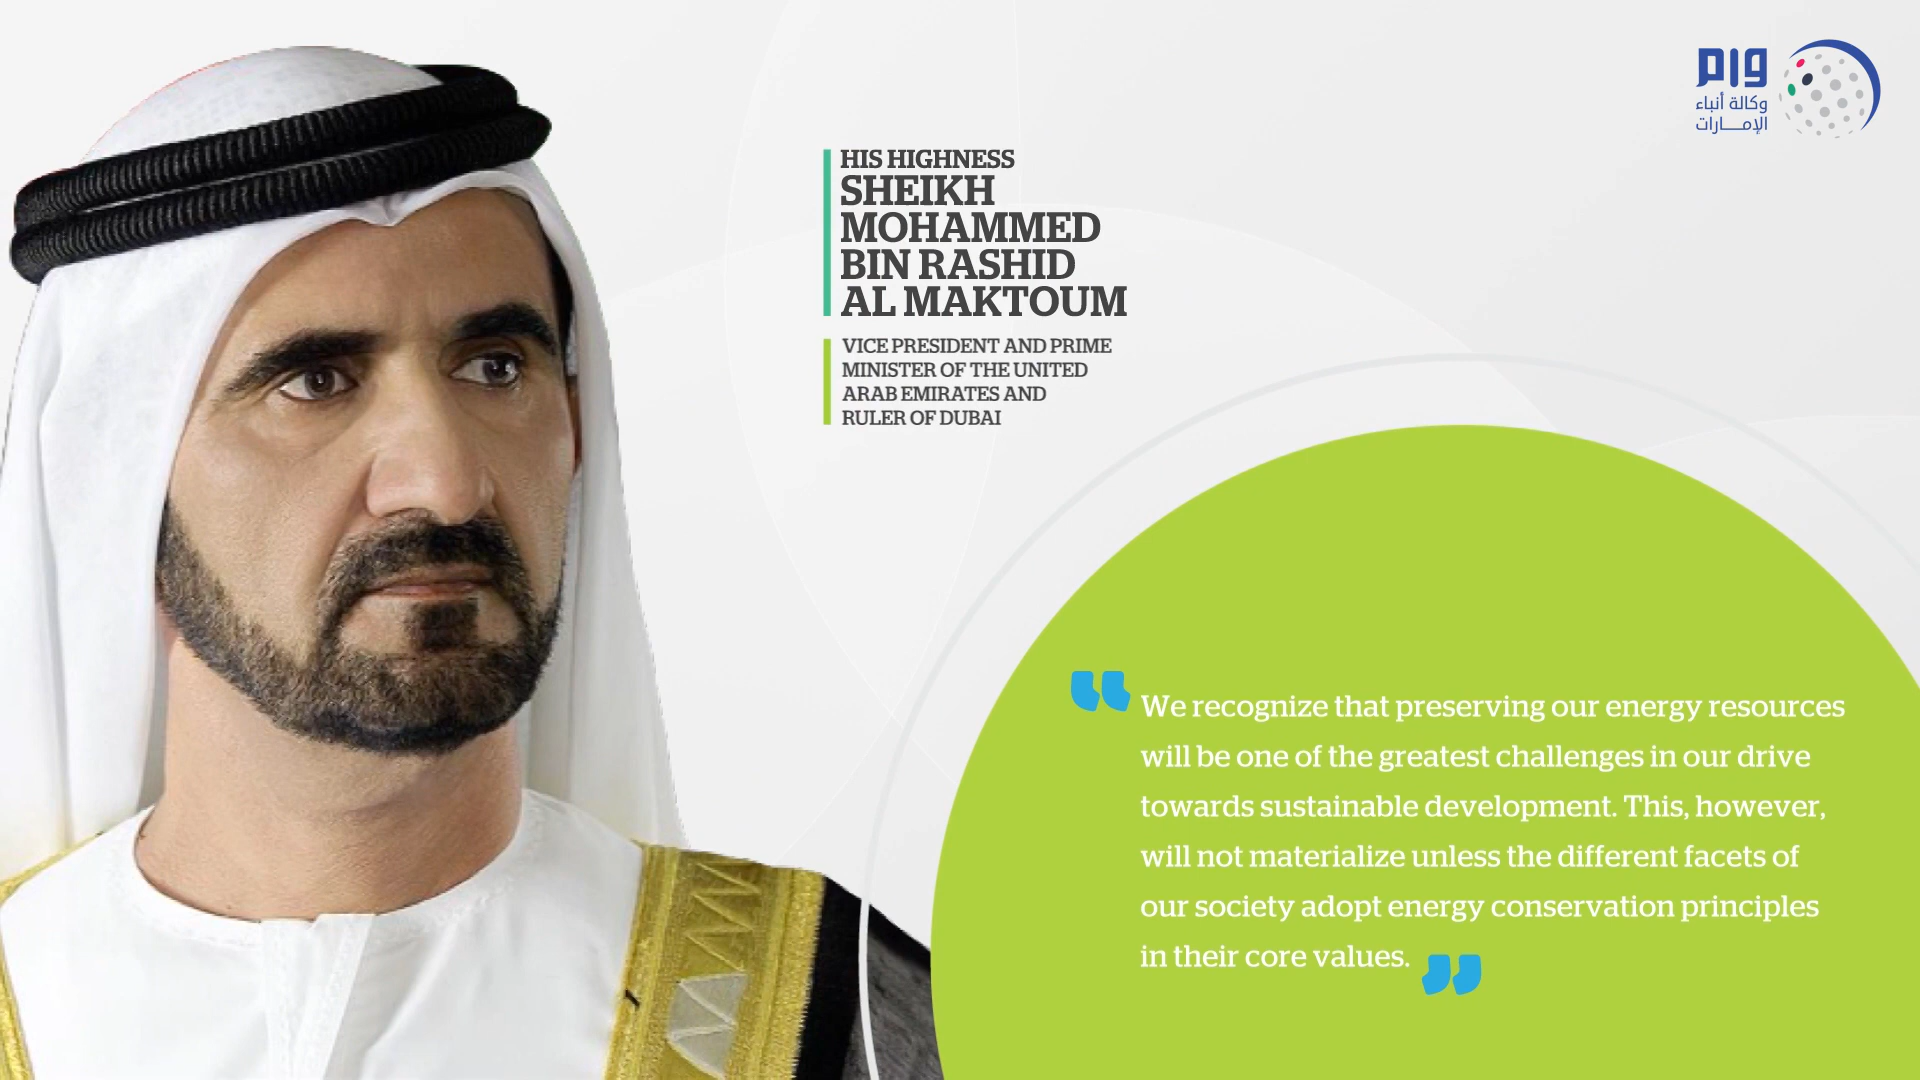 وام
وكالة أنباء
الإمـــارات
HIS HIGHNESS
SHEIKH
MOHAMMED
BIN RASHID
AL MAKTOUM
VICE PRESIDENT AND PRIME
MINISTER OF THE UNITED
ARAB EMIRATES AND
RULER OF DUBAI
“We recognize that preserving our energy resources
will be one of the greatest challenges in our drive
towards sustainable development. This, however,
will not materialize unless the different facets of
our society adopt energy conservation principles
in their core values.”